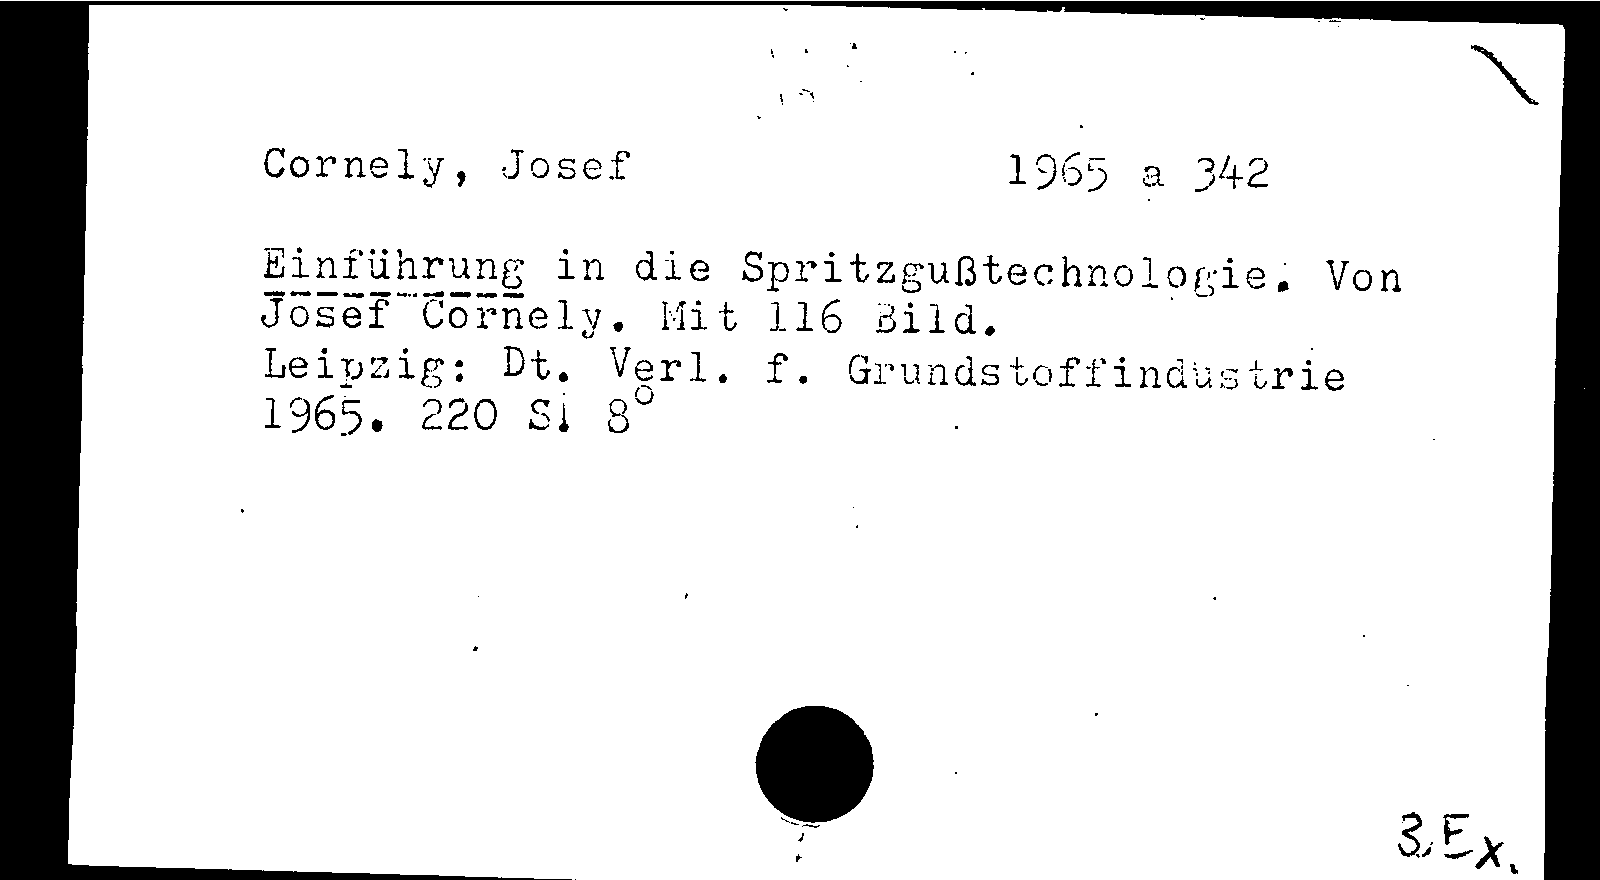 Cornely, Josef 1965 a 342
Einführung in die Spritzgußtechnologie. Von
Josef Cornely. Mit 116 Bild.
Leipzig: Dt. Verl. f. Grundstoffindustrie
1965. 220 S. 8°
3. Ex.